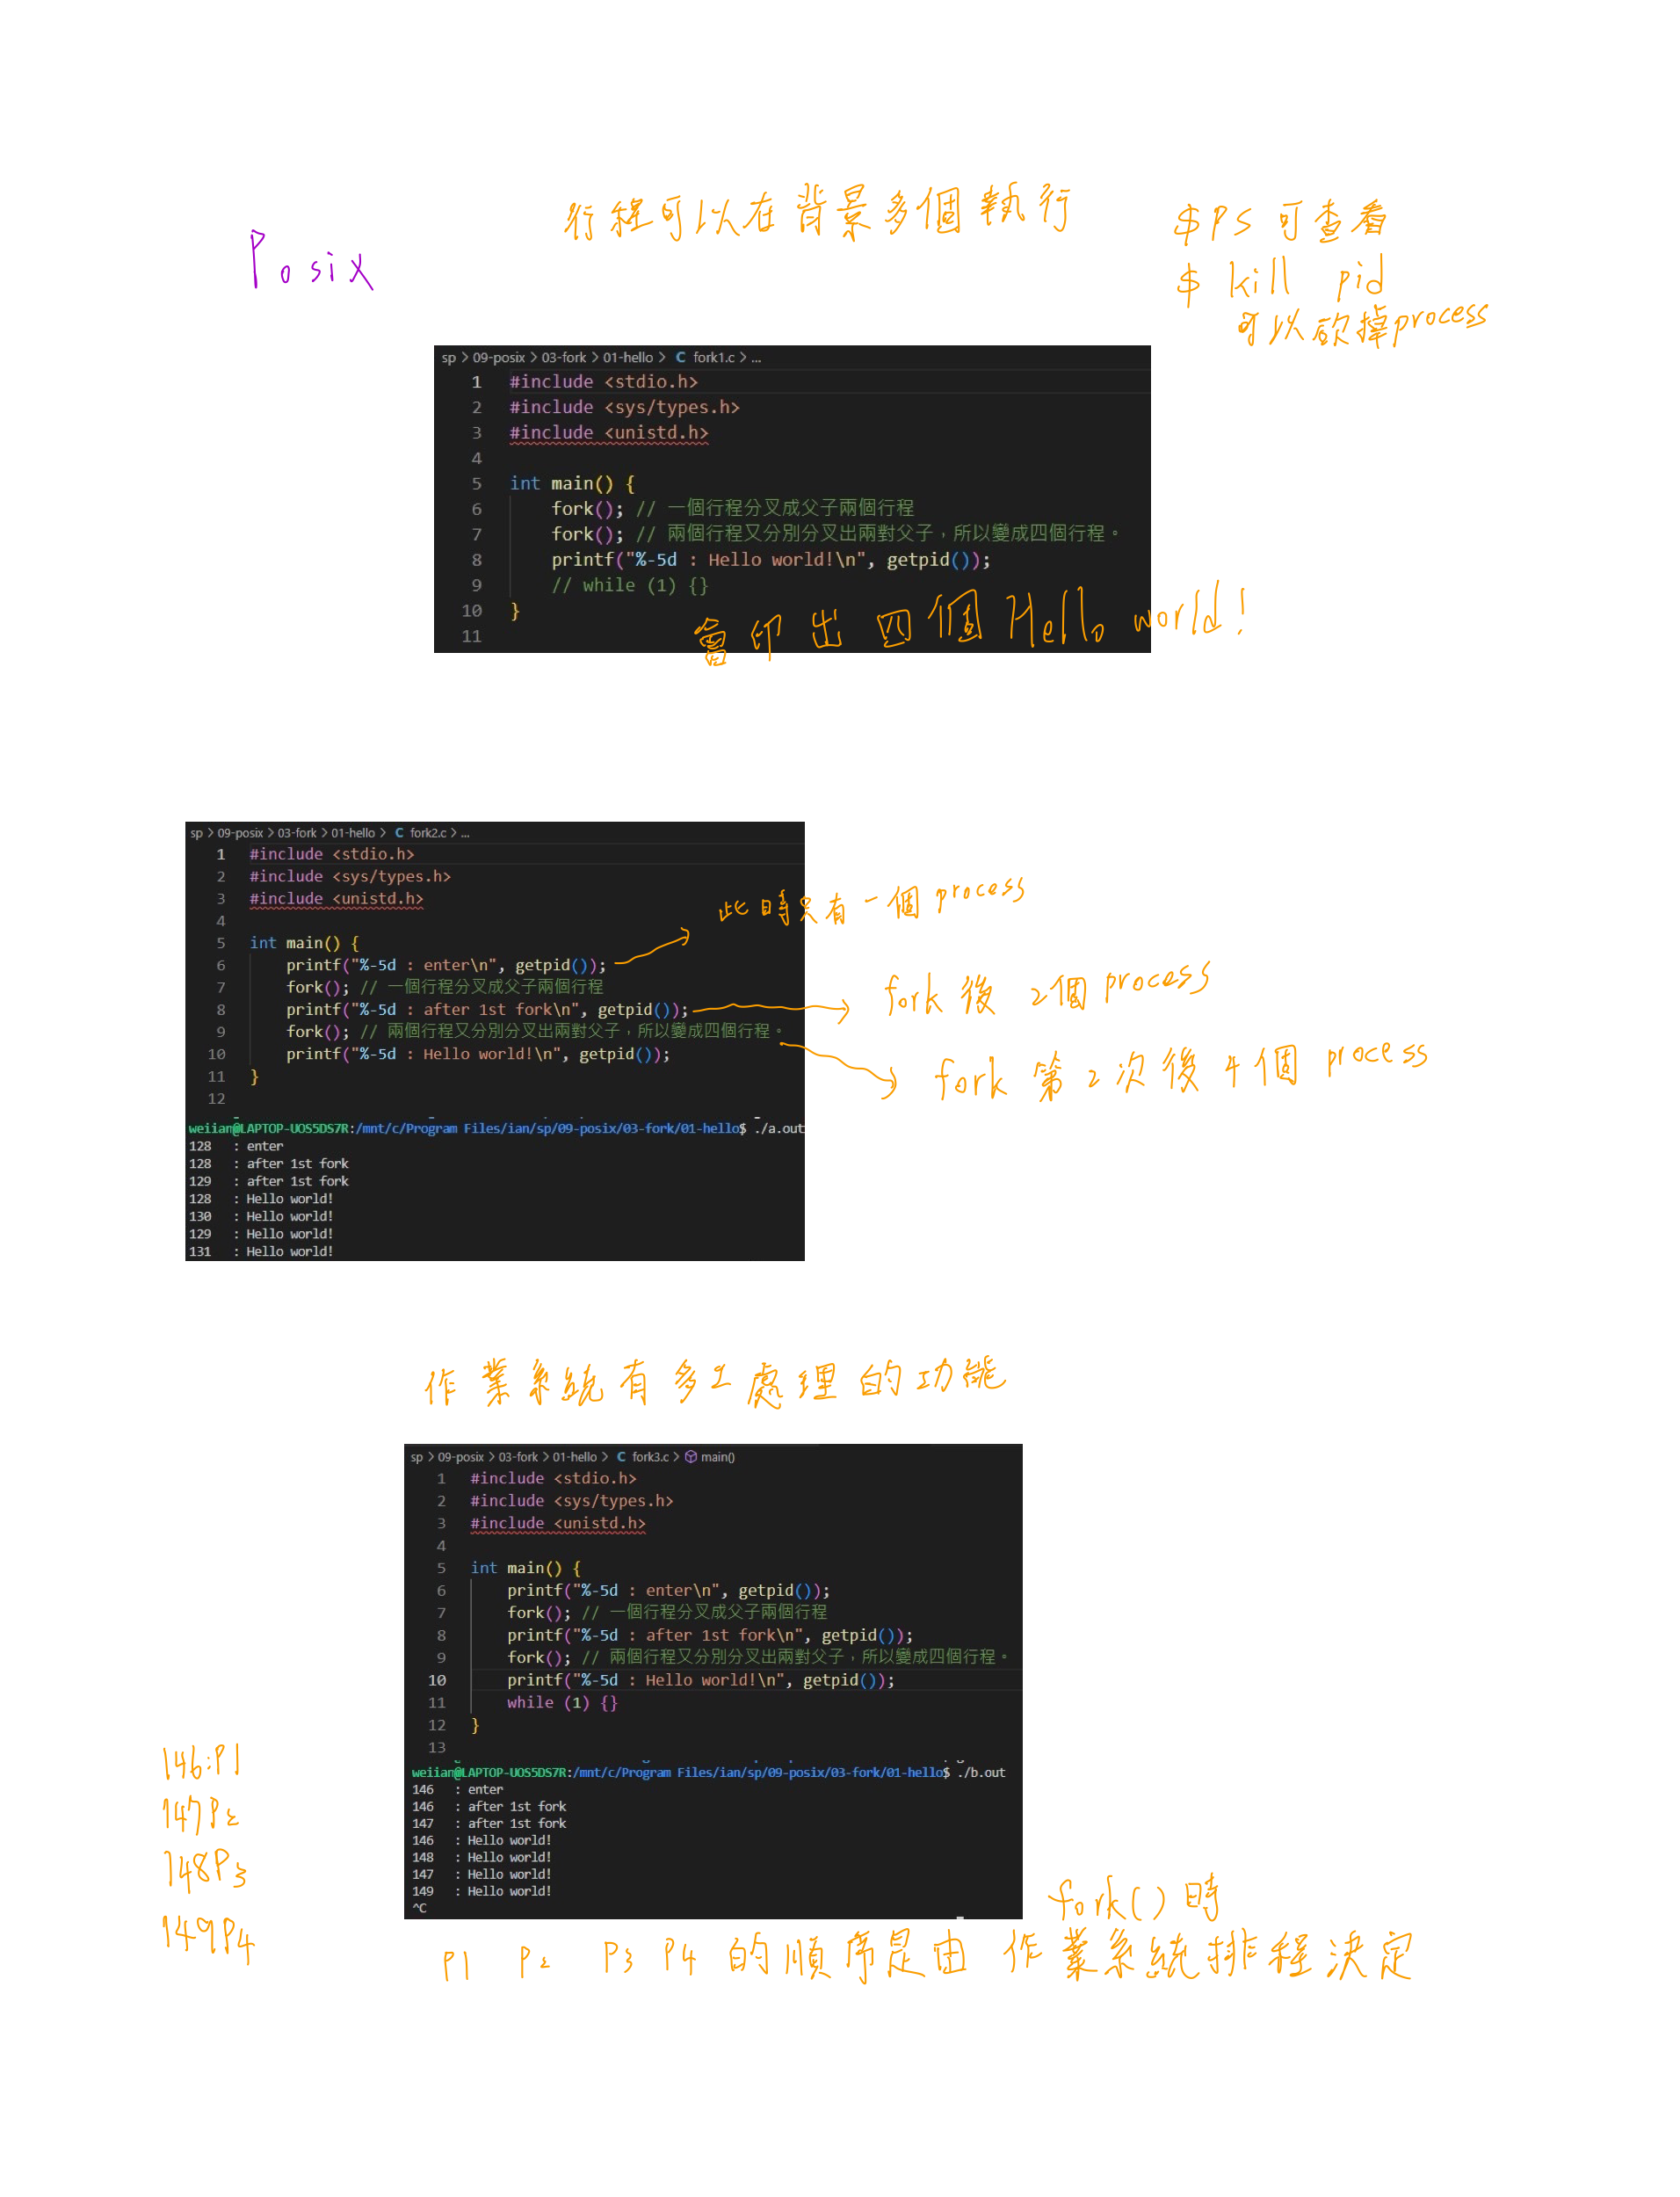 Posix
行程可以在背景多個執行
$PS 可查看
$ kill pid
可以砍掉process
sp > 09-posix > 03-fork > 01-hello > C fork1.c > ...
1 #include <stdio.h>
2 #include <sys/types.h>
3 #include <unistd.h>
4
5 int main() {
6 fork(); // 一個行程分叉成父子兩個行程
7 fork(); // 兩個行程又分別分叉出兩對父子，所以變成四個行程。
8 printf("%-5d : Hello world!\n", getpid());
9 // while (1) {}
10 }
11
會印出四個Hello world!
sp > 09-posix > 03-fork > 01-hello > C fork2.c > ...
1 #include <stdio.h>
2 #include <sys/types.h>
3 #include <unistd.h>
4
5 int main() {
6 printf("%-5d : enter\n", getpid());
7 fork(); // 一個行程分叉成父子兩個行程
8 printf("%-5d : after 1st fork\n", getpid());
9 fork(); // 兩個行程又分別分叉出兩對父子，所以變成四個行程。
10 printf("%-5d : Hello world!\n", getpid());
11 }
12
此時只有一個process
fork後 2個process
fork 第2次後4個 process
weiian@LAPTOP-UOS5DS7R:/mnt/c/Program Files/ian/sp/09-posix/03-fork/01-hello$ ./a.out
128 : enter
128 : after 1st fork
129 : after 1st fork
128 : Hello world!
130 : Hello world!
129 : Hello world!
131 : Hello world!
作業系統有多工處理的功能
sp > 09-posix > 03-fork > 01-hello > C fork3.c > main()
1 #include <stdio.h>
2 #include <sys/types.h>
3 #include <unistd.h>
4
5 int main() {
6 printf("%-5d : enter\n", getpid());
7 fork(); // 一個行程分叉成父子兩個行程
8 printf("%-5d : after 1st fork\n", getpid());
9 fork(); // 兩個行程又分別分叉出兩對父子，所以變成四個行程。
10 printf("%-5d : Hello world!\n", getpid());
11 while (1) {}
12 }
13
weiian@LAPTOP-UOS5DS7R:/mnt/c/Program Files/ian/sp/09-posix/03-fork/01-hello$ ./b.out
146 : enter
146 : after 1st fork
147 : after 1st fork
146 : Hello world!
148 : Hello world!
147 : Hello world!
149 : Hello world!
^C
146:P1
147P2
148P3
149P4
fork()時
P1 P2 P3 P4 的順序是由作業系統排程決定